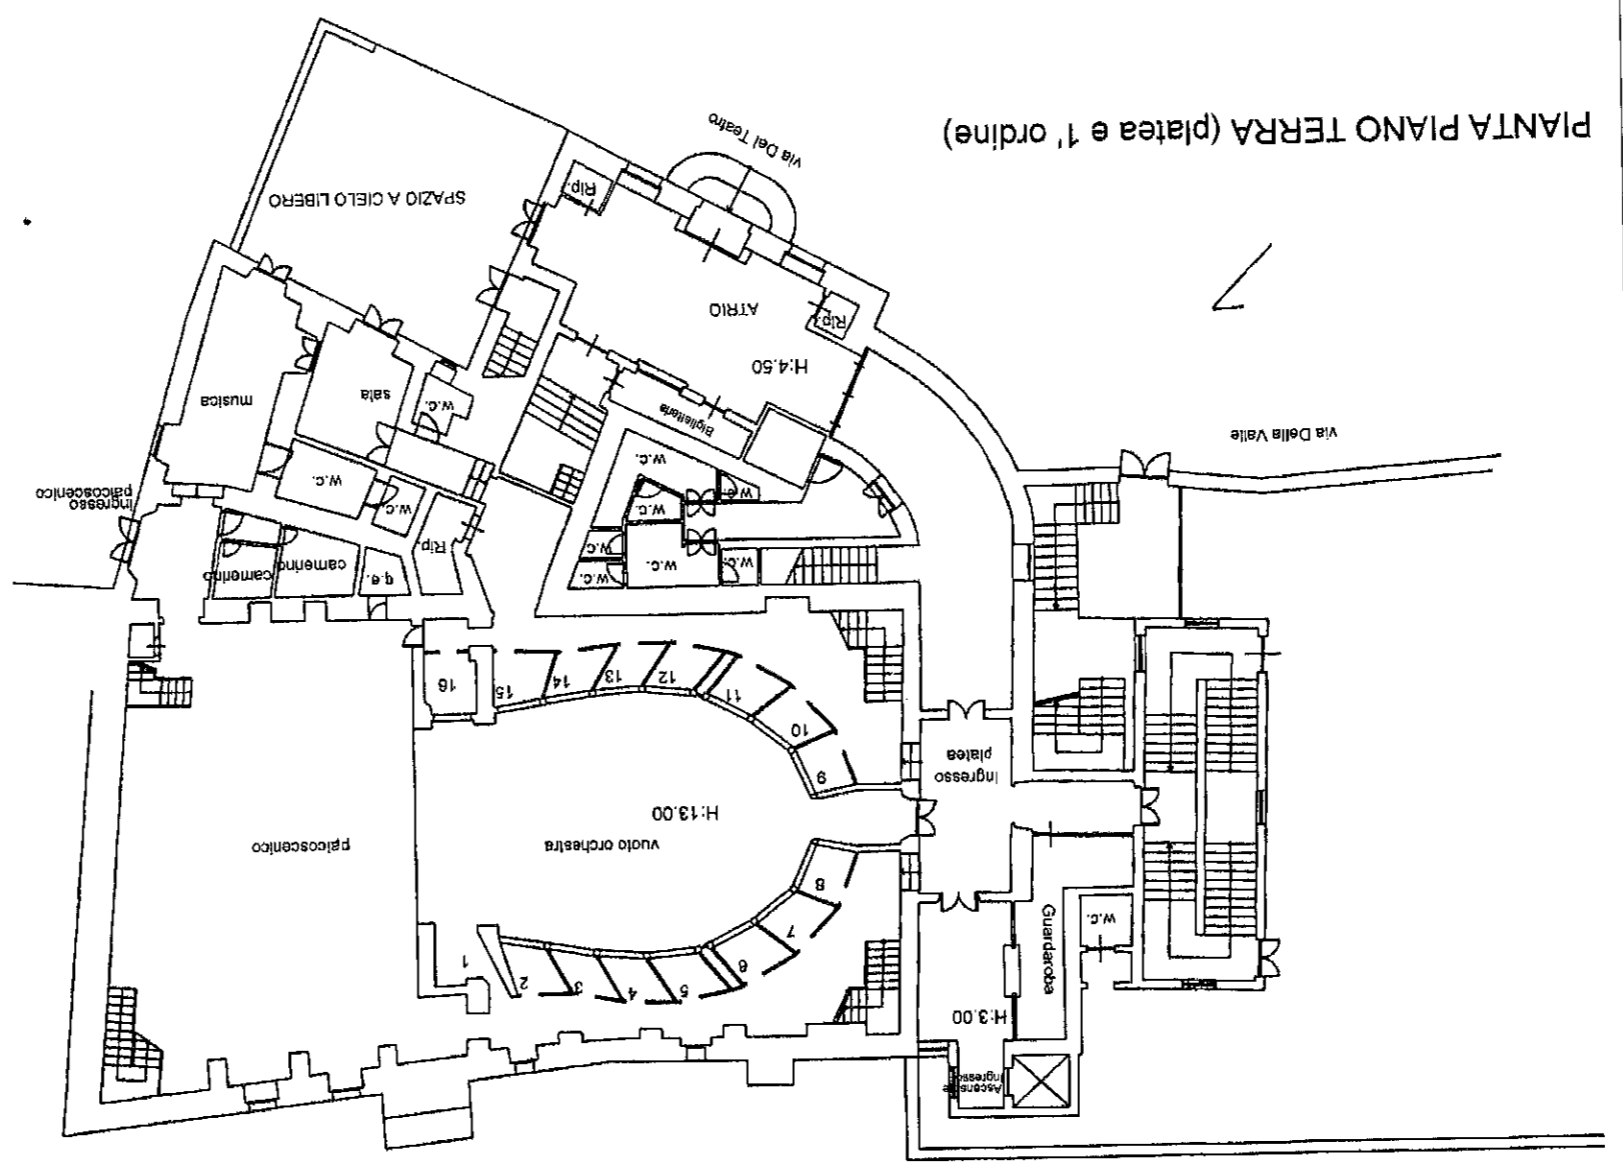 PIANTA PIANO TERRA (platea e 1' ordine)
via Del Teatro
Rip.
SPAZIO A CIELO LIBERO
ATRIO
Rip.
H:4.50
via Della Valle
musica
sala
W.C.
Biglietteria
W.C.
W.C.
W.C.
W.C.
W.C.
ingresso
palcoscenico
Rip.
W.C.
W.C.
W.C.
W.C.
camerino
camerino
q.e.
16
15
14
13
12
11
10
9
Ingresso
platea
H:13.00
palcoscenico
vuoto orchestra
8
7
6
5
4
3
2
1
Guardaroba
W.C.
H:3.00
Ingresso
Ascensore